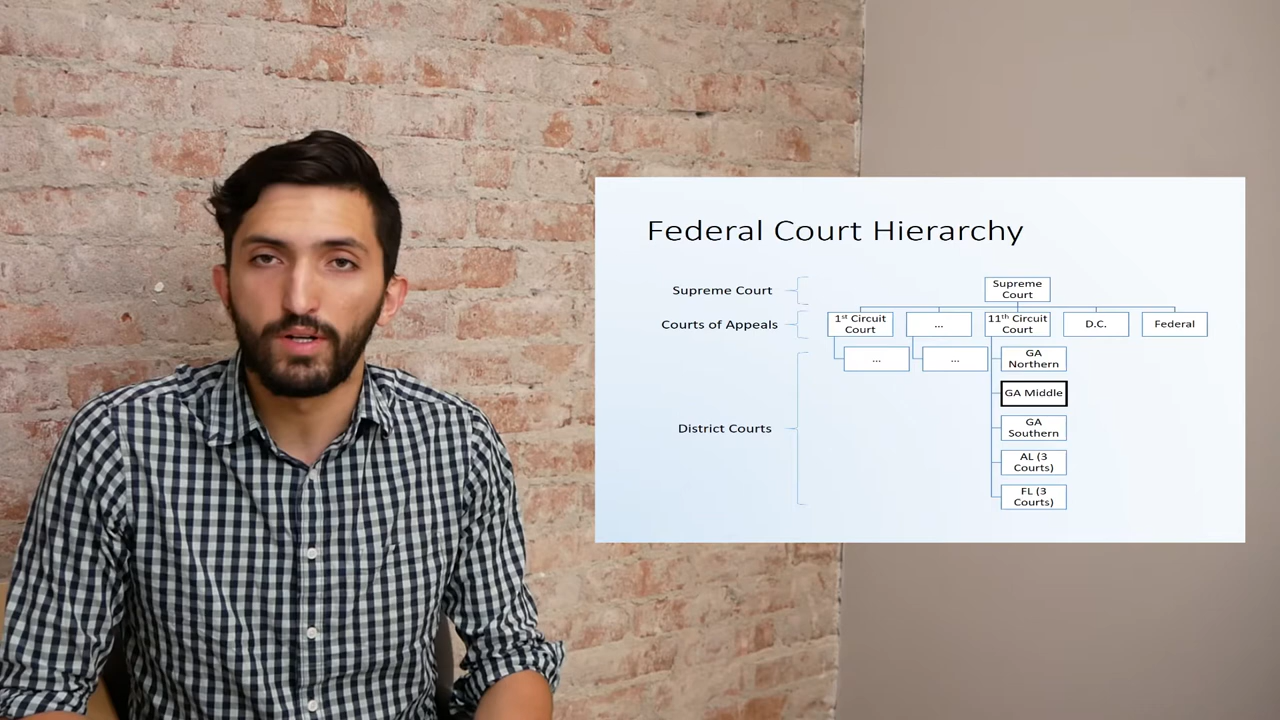 Federal Court Hierarchy
Supreme Court
Supreme
Court
Courts of Appeals
1st Circuit
Court
...
11th Circuit
Court
D.C.
Federal
District Courts
...
...
GA
Northern
GA Middle
GA
Southern
AL (3
Courts)
FL (3
Courts)